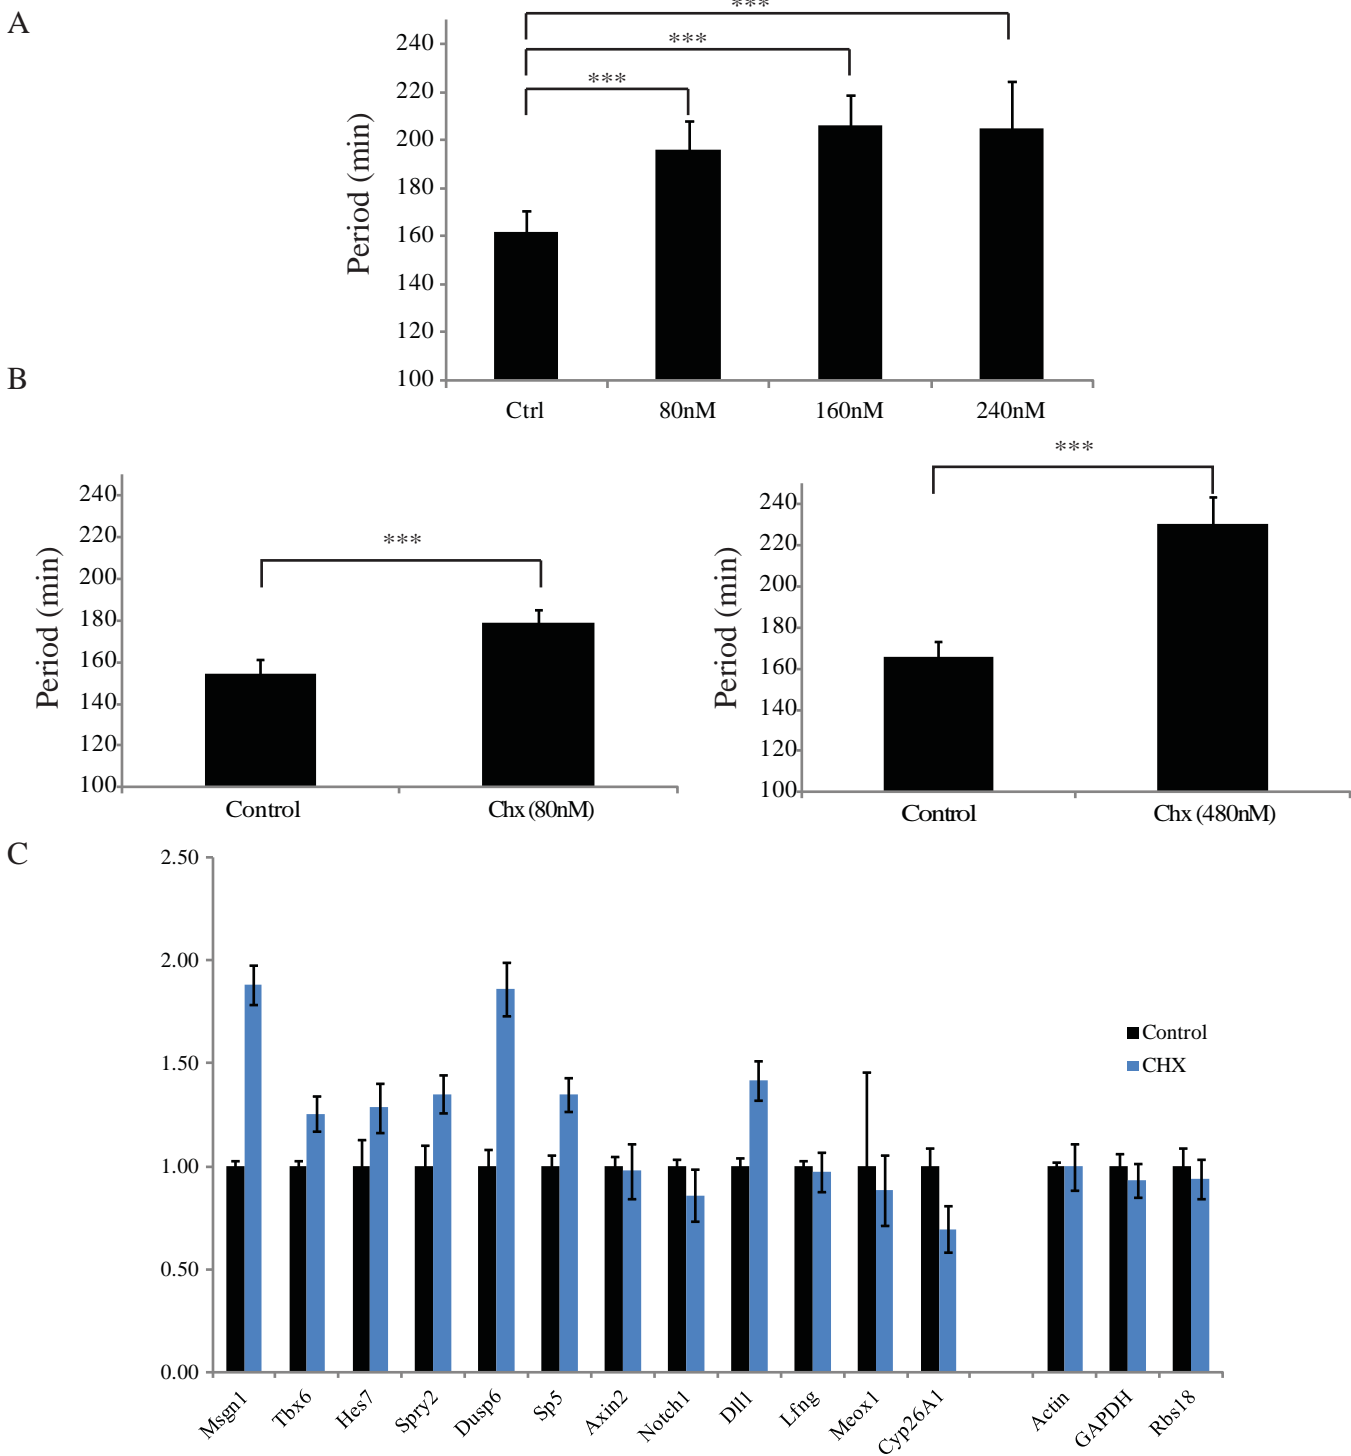 A
***
***
***
240
220
200
180
160
140
120
100
Period (min)
Ctrl 80nM 160nM 240nM
B
***
240
220
200
180
160
140
120
100
Period (min)
Control Chx (80nM)
***
240
220
200
180
160
140
120
100
Period (min)
Control Chx (480nM)
C
2.50
2.00
1.50
1.00
0.50
0.00
Control
CHX
Msgn1 Tbx6 Hes7 Spry2 Dusp6 Sp5 Axin2 Notch1 Dll1 Lfng Meox1 Cyp26A1 Actin GAPDH Rbs18